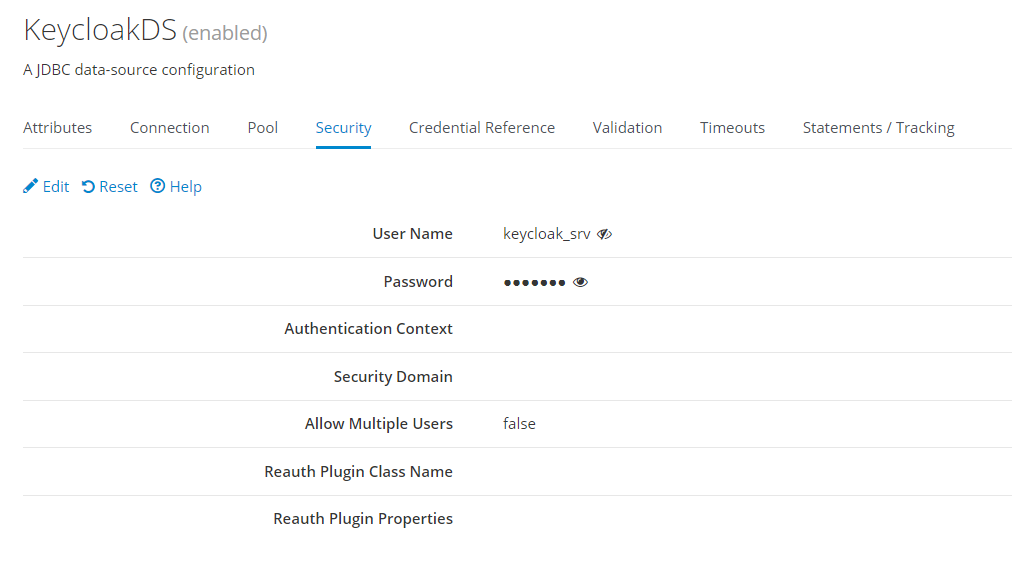 KeycloakDS (enabled)
A JDBC data-source configuration
Attributes Connection Pool Security Credential Reference Validation Timeouts Statements / Tracking
Edit Reset Help
User Name keycloak_srv
Password •••••••
Authentication Context
Security Domain
Allow Multiple Users false
Reauth Plugin Class Name
Reauth Plugin Properties